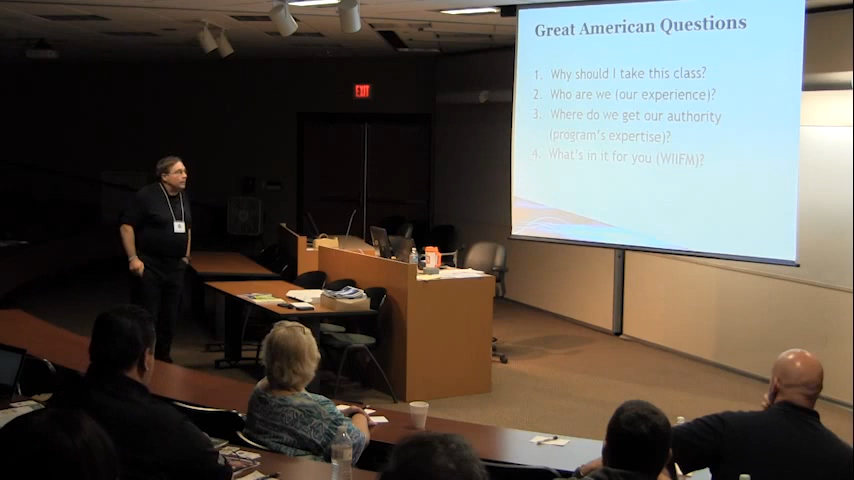 Great American Questions
1. Why should I take this class?
2. Who are we (our experience)?
3. Where do we get our authority
(program's expertise)?
4. What's in it for you (WIIFM)?
EXIT